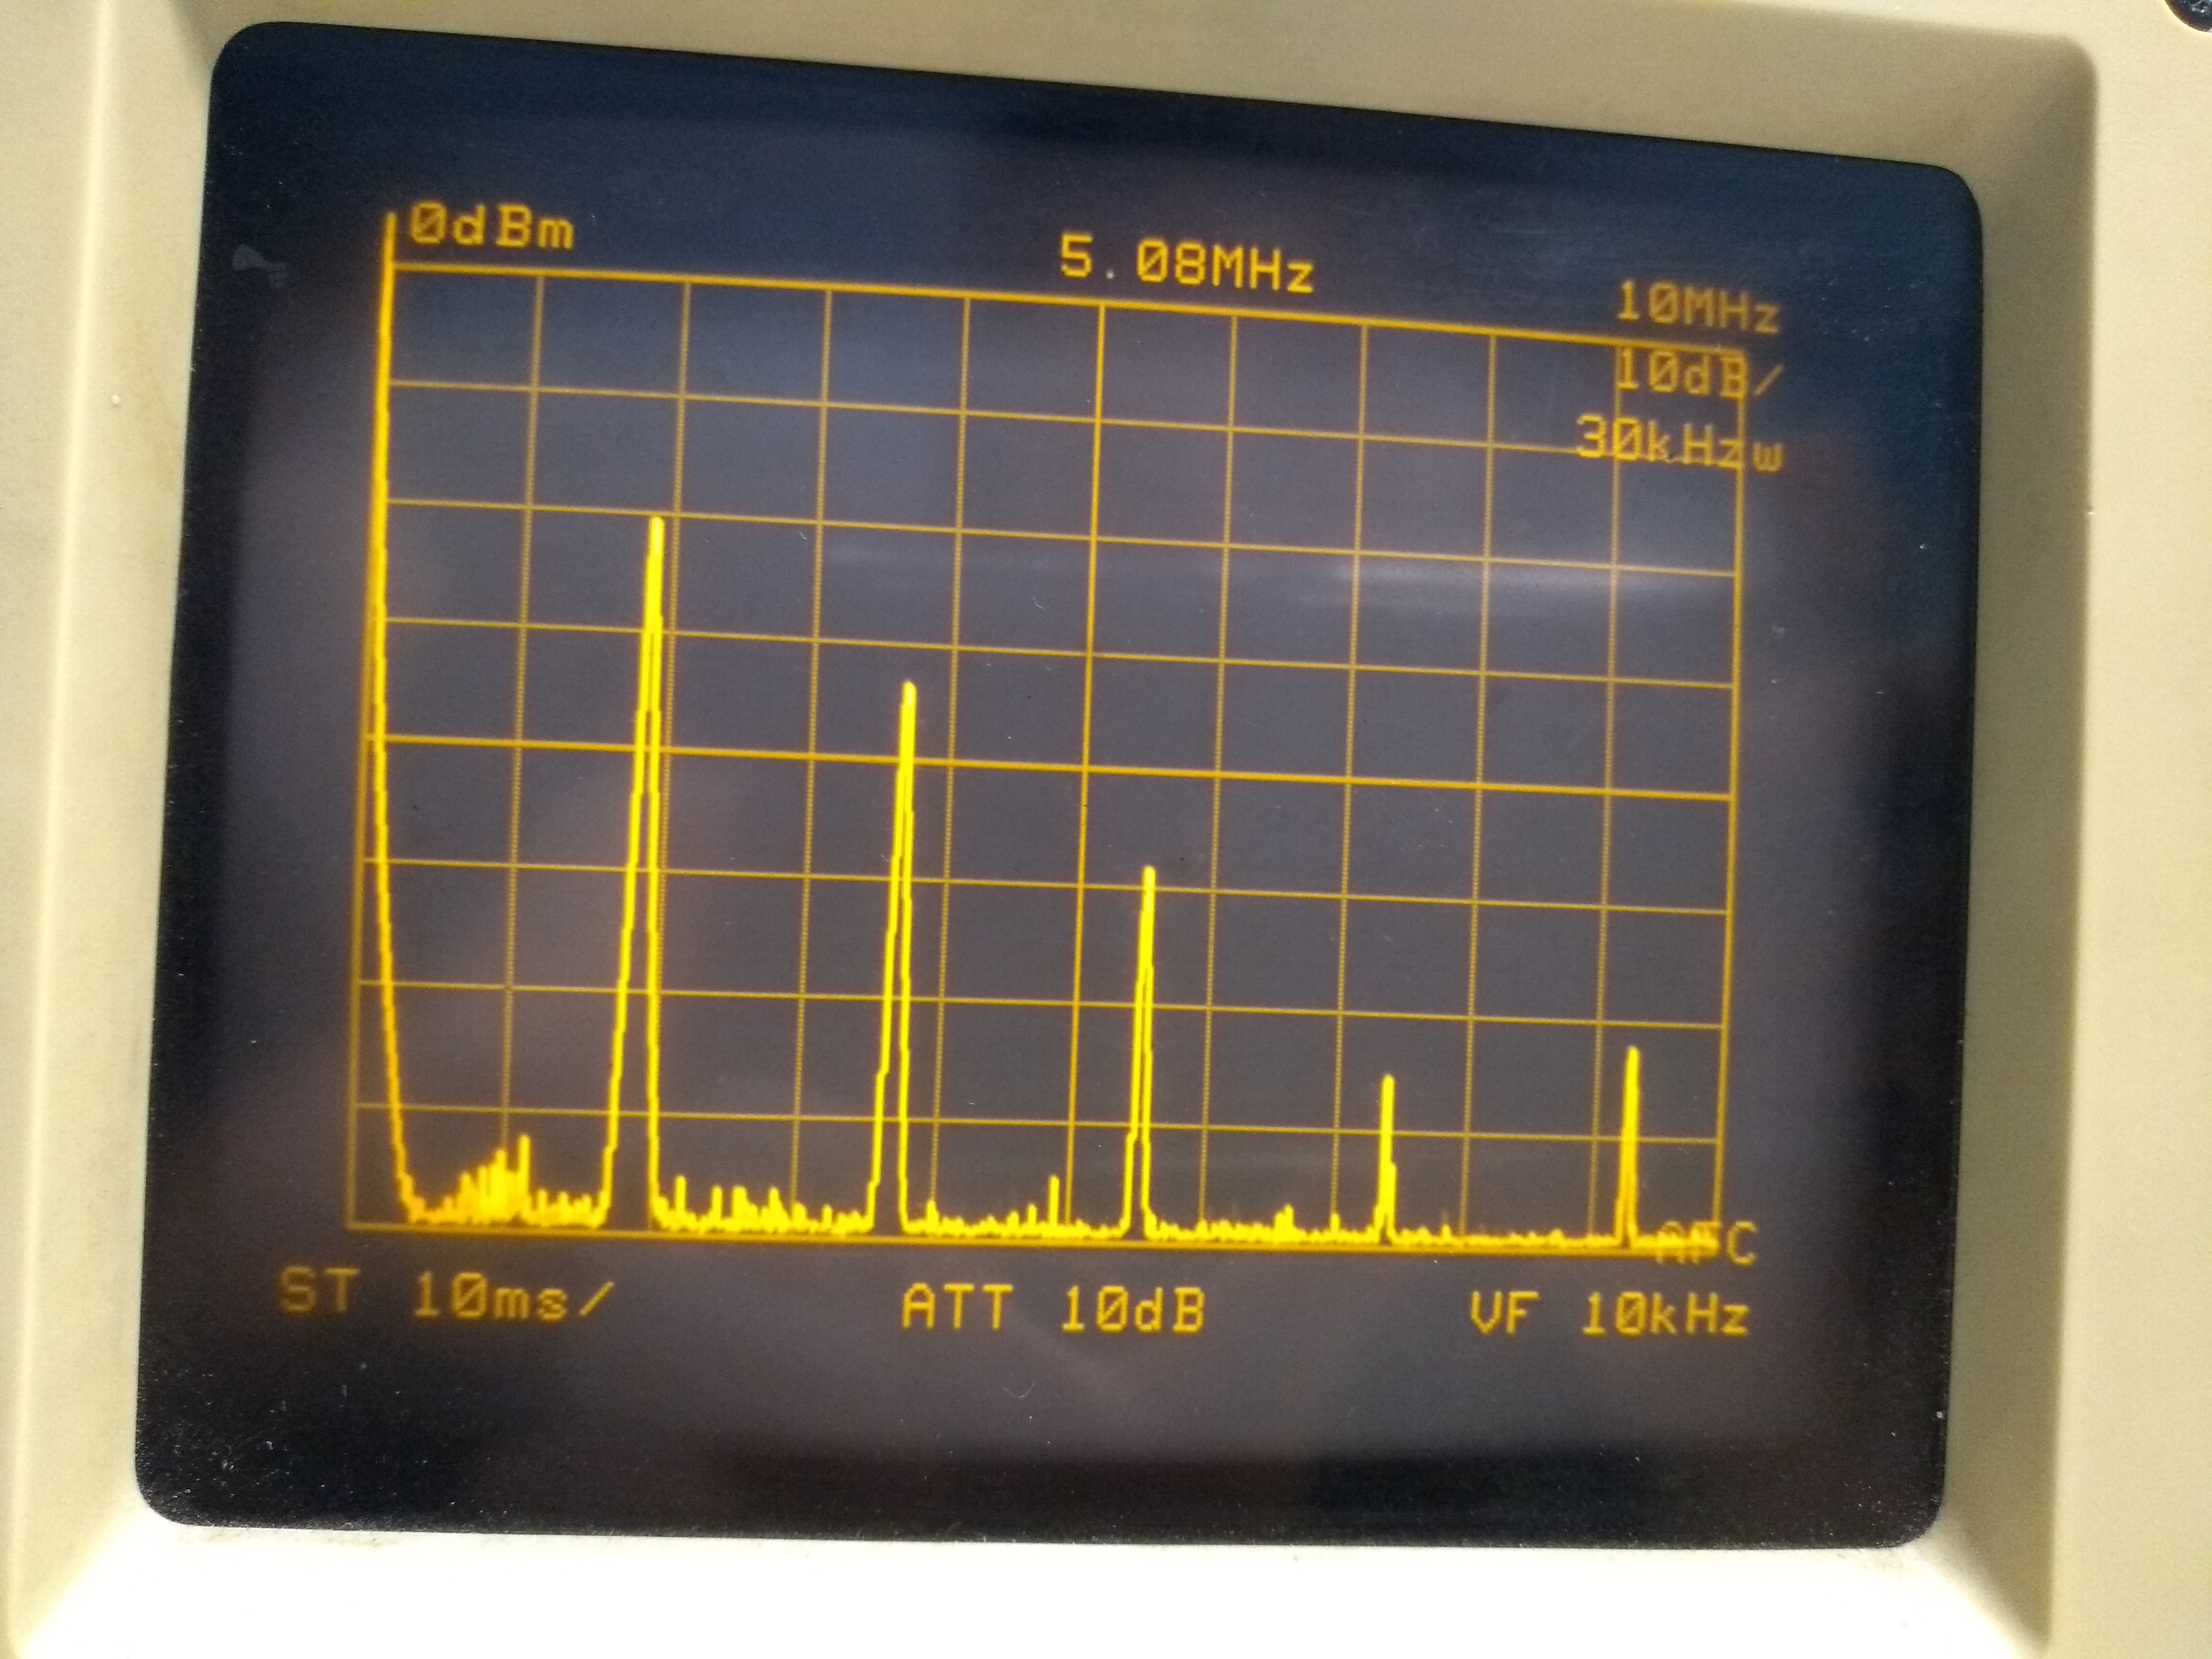 0dBm
5.08MHz
10MHz
10dB/
30kHzw
AFC
ST 10ms/
ATT 10dB
VF 10kHz